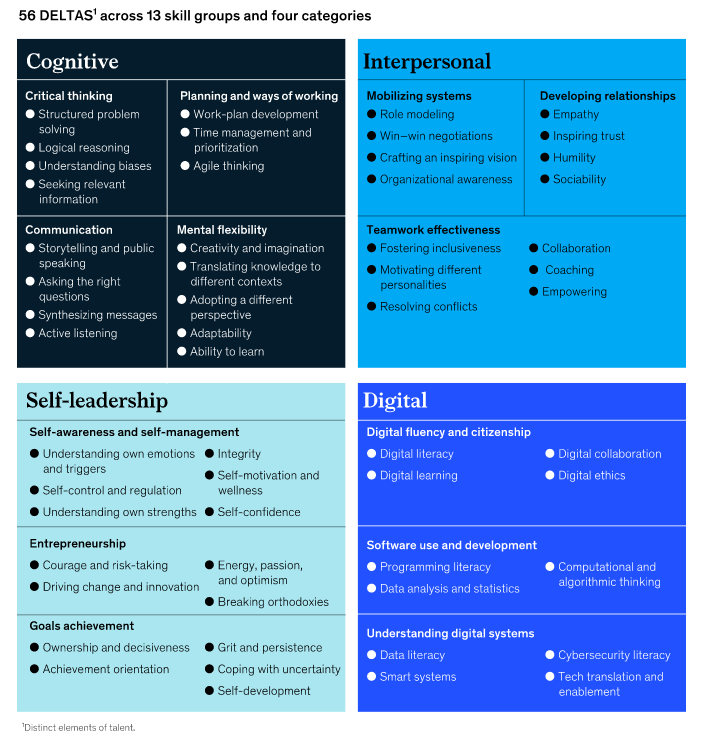 56 DELTAS¹ across 13 skill groups and four categories
Cognitive
Critical thinking
Structured problem
solving
Logical reasoning
Understanding biases
Seeking relevant
information
Planning and ways of working
Work-plan development
Time management and
prioritization
Agile thinking
Communication
Storytelling and public
speaking
Asking the right
questions
Synthesizing messages
Active listening
Mental flexibility
Creativity and imagination
Translating knowledge to
different contexts
Adopting a different
perspective
Adaptability
Ability to learn
Interpersonal
Mobilizing systems
Role modeling
Win–win negotiations
Crafting an inspiring vision
Organizational awareness
Developing relationships
Empathy
Inspiring trust
Humility
Sociability
Teamwork effectiveness
Fostering inclusiveness
Motivating different
personalities
Resolving conflicts
Collaboration
Coaching
Empowering
Self-leadership
Self-awareness and self-management
Understanding own emotions
and triggers
Self-control and regulation
Understanding own strengths
Integrity
Self-motivation and
wellness
Self-confidence
Entrepreneurship
Courage and risk-taking
Driving change and innovation
Energy, passion,
and optimism
Breaking orthodoxies
Goals achievement
Ownership and decisiveness
Achievement orientation
Grit and persistence
Coping with uncertainty
Self-development
Digital
Digital fluency and citizenship
Digital literacy
Digital learning
Digital collaboration
Digital ethics
Software use and development
Programming literacy
Data analysis and statistics
Computational and
algorithmic thinking
Understanding digital systems
Data literacy
Smart systems
Cybersecurity literacy
Tech translation and
enablement
¹Distinct elements of talent.